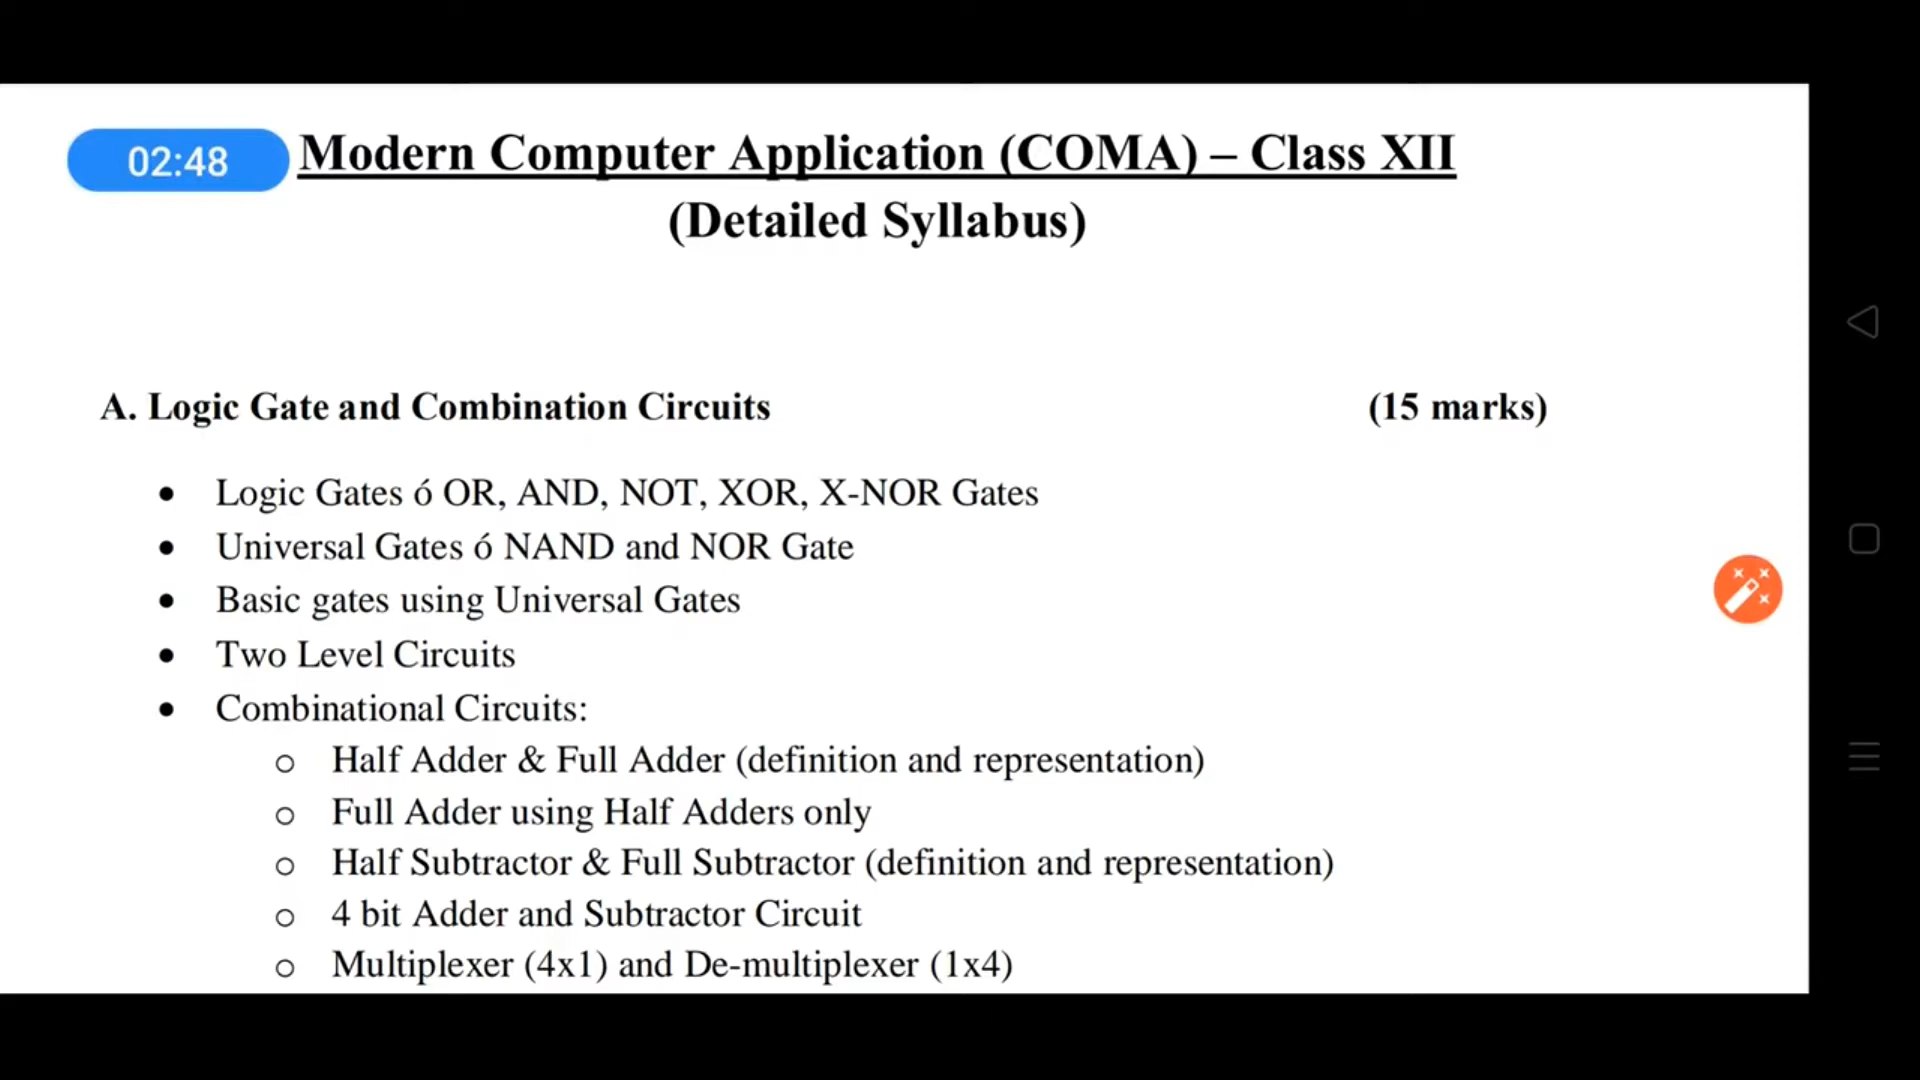 02:48
Modern Computer Application (COMA) – Class XII
(Detailed Syllabus)
A. Logic Gate and Combination Circuits (15 marks)
• Logic Gates ó OR, AND, NOT, XOR, X-NOR Gates
• Universal Gates ó NAND and NOR Gate
• Basic gates using Universal Gates
• Two Level Circuits
• Combinational Circuits:
o Half Adder & Full Adder (definition and representation)
o Full Adder using Half Adders only
o Half Subtractor & Full Subtractor (definition and representation)
o 4 bit Adder and Subtractor Circuit
o Multiplexer (4x1) and De-multiplexer (1x4)